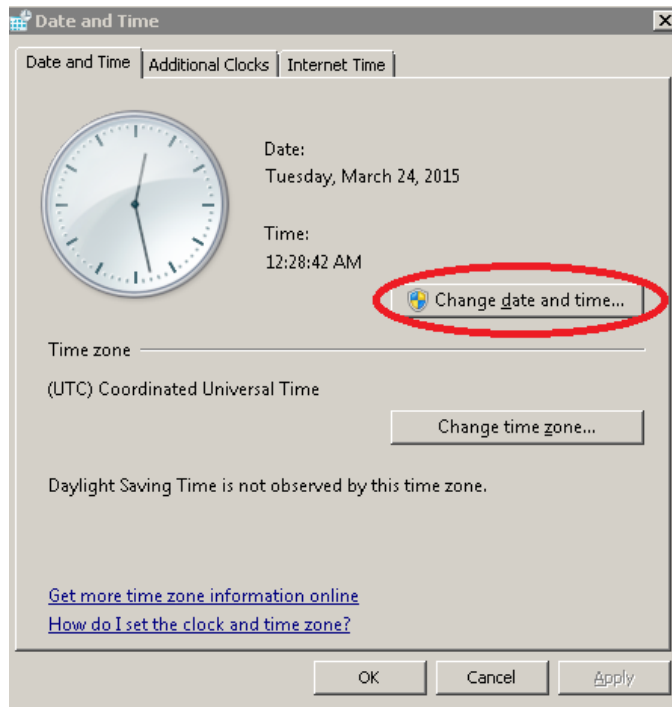 Date and Time
Date and Time
Additional Clocks
Internet Time
Date:
Tuesday, March 24, 2015
Time:
12:28:42 AM
Change date and time...
Time zone
(UTC) Coordinated Universal Time
Change time zone...
Daylight Saving Time is not observed by this time zone.
Get more time zone information online
How do I set the clock and time zone?
OK
Cancel
Apply